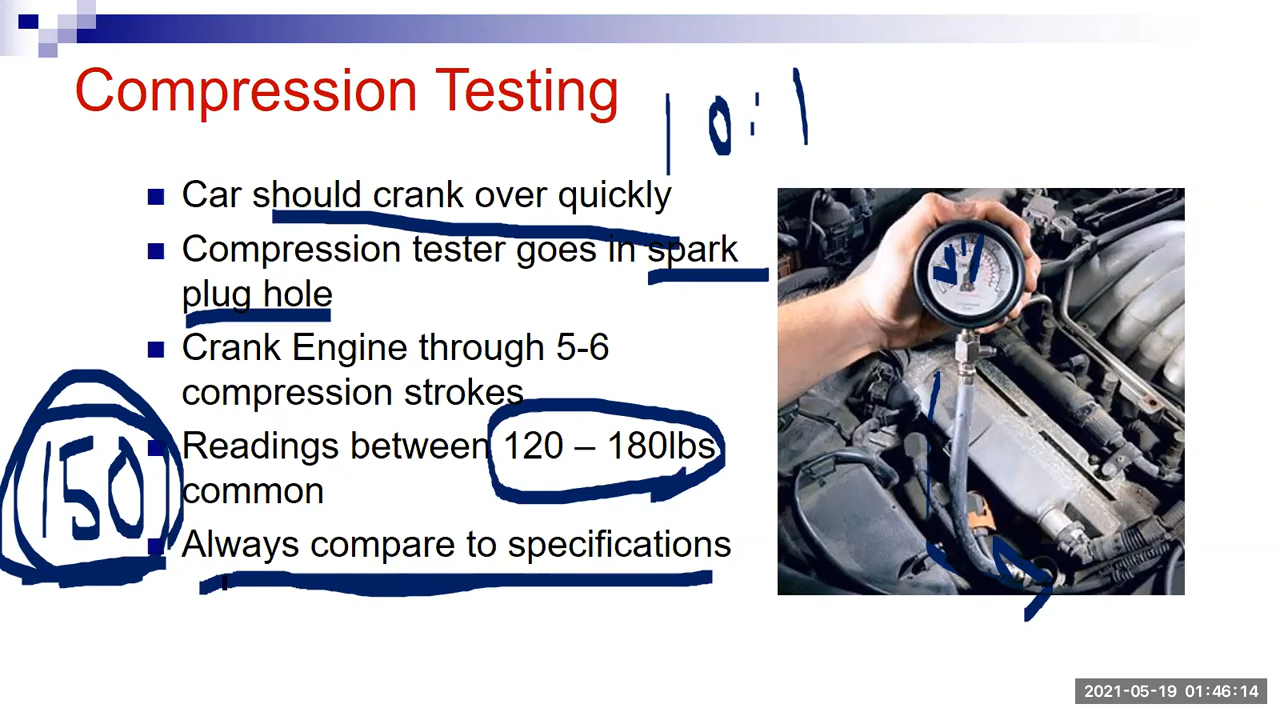 Compression Testing
10:1
Car should crank over quickly
Compression tester goes in spark
plug hole
Crank Engine through 5-6
compression strokes
Readings between 120 – 180lbs
common
150
Always compare to specifications
2021-05-19 01:46:14